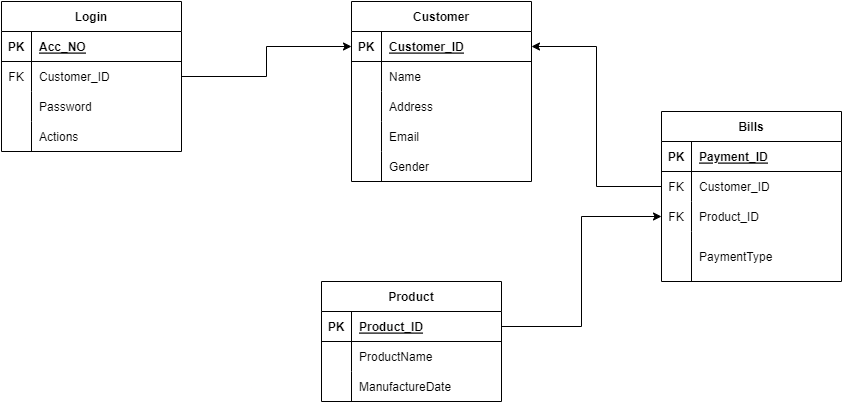 Login
PK Acc_NO
FK Customer_ID
Password
Actions
Customer
PK Customer_ID
Name
Address
Email
Gender
Bills
PK Payment_ID
FK Customer_ID
FK Product_ID
PaymentType
Product
PK Product_ID
ProductName
ManufactureDate